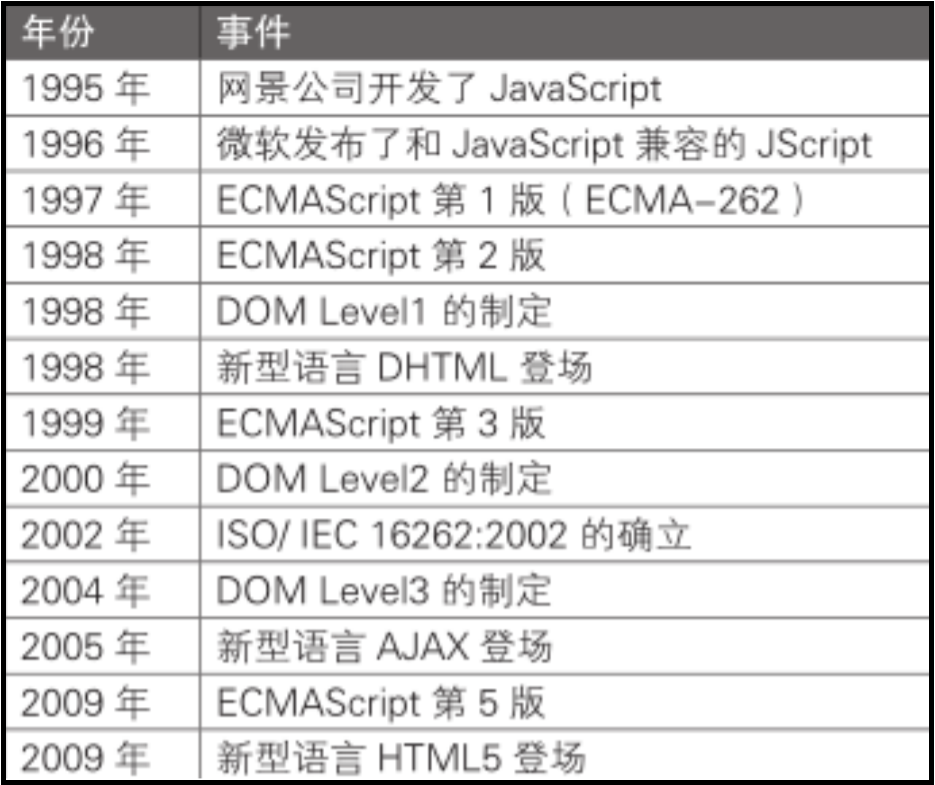 年份 事件
1995 年 网景公司开发了 JavaScript
1996 年 微软发布了和 JavaScript 兼容的 JScript
1997 年 ECMAScript 第 1 版（ ECMA-262 ）
1998 年 ECMAScript 第 2 版
1998 年 DOM Level1 的制定
1998 年 新型语言 DHTML 登场
1999 年 ECMAScript 第 3 版
2000 年 DOM Level2 的制定
2002 年 ISO/ IEC 16262:2002 的确立
2004 年 DOM Level3 的制定
2005 年 新型语言 AJAX 登场
2009 年 ECMAScript 第 5 版
2009 年 新型语言 HTML5 登场